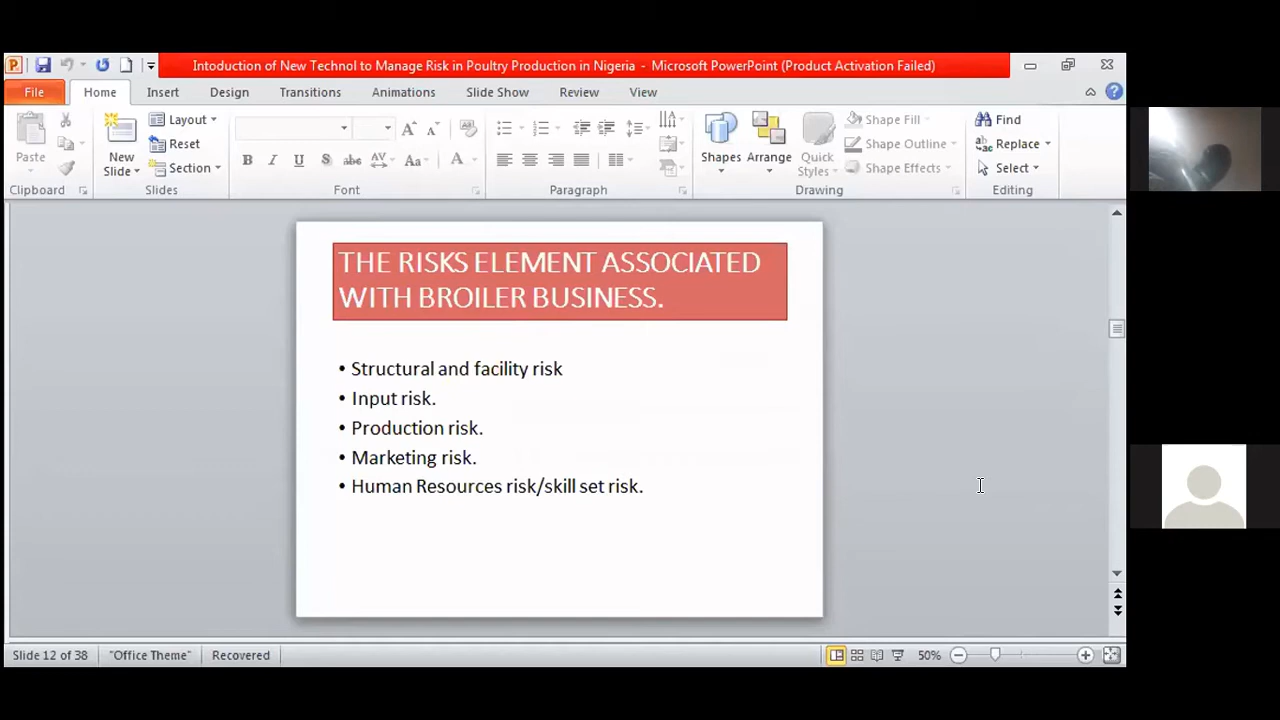 Intoduction of New Technol to Manage Risk in Poultry Production in Nigeria - Microsoft PowerPoint (Product Activation Failed)
File Home Insert Design Transitions Animations Slide Show Review View
Paste
New Slide
Layout
Reset
Section
Shapes
Arrange
Quick Styles
Shape Fill
Shape Outline
Shape Effects
Find
Replace
Select
Clipboard Slides Font Paragraph Drawing Editing
THE RISKS ELEMENT ASSOCIATED
WITH BROILER BUSINESS.
• Structural and facility risk
• Input risk.
• Production risk.
• Marketing risk.
• Human Resources risk/skill set risk.
Slide 12 of 38 "Office Theme" Recovered 50%